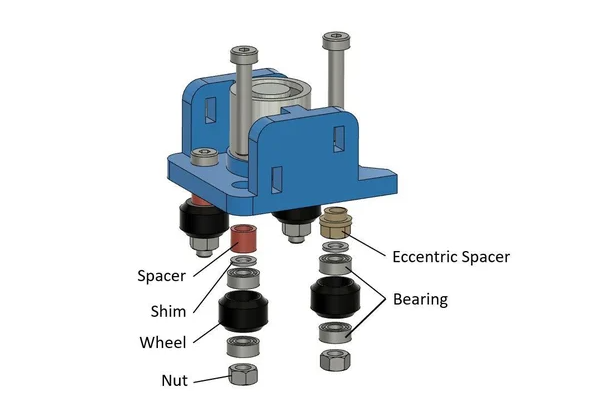 Spacer
Shim
Wheel
Nut
Eccentric Spacer
Bearing